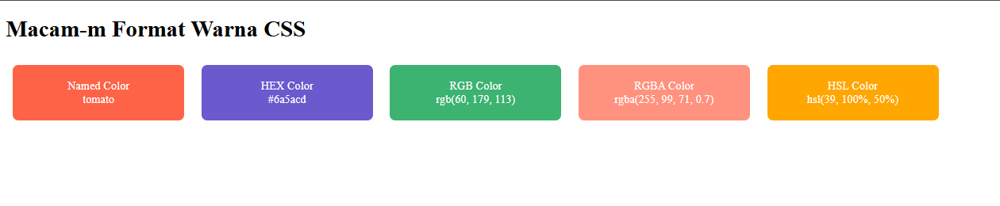 Macam-m Format Warna CSS
Named Color
tomato
HEX Color
#6a5acd
RGB Color
rgb(60, 179, 113)
RGBA Color
rgba(255, 99, 71, 0.7)
HSL Color
hsl(39, 100%, 50%)